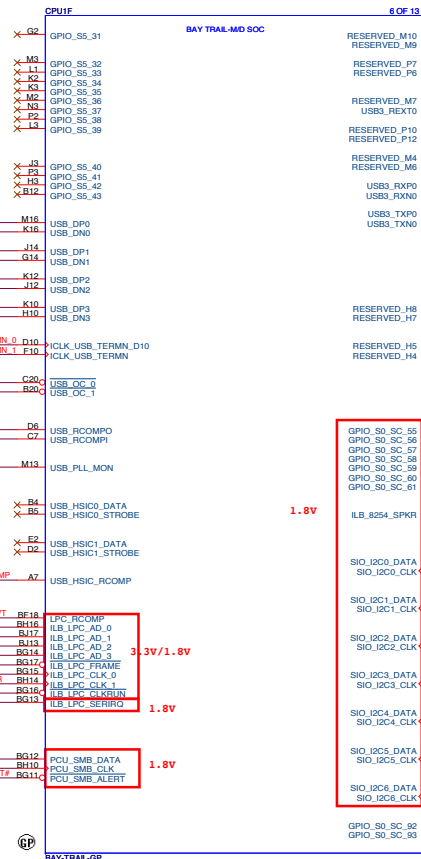 CPU1F 6 OF 13
BAY TRAIL-M/D SOC
G2 GPIO_S5_31 RESERVED_M10
RESERVED_M9
M3 GPIO_S5_32 RESERVED_P7
L1 GPIO_S5_33 RESERVED_P6
K2 GPIO_S5_34
K3 GPIO_S5_35
M2 GPIO_S5_36 RESERVED_M7
N3 GPIO_S5_37 USB3_REXT0
P2 GPIO_S5_38
L3 GPIO_S5_39 RESERVED_P10
RESERVED_P12
J3 GPIO_S5_40 RESERVED_M4
P3 GPIO_S5_41 RESERVED_M6
H3 GPIO_S5_42
B12 GPIO_S5_43 USB3_RXP0
USB3_RXN0
M16 USB_DP0 USB3_TXP0
K16 USB_DN0 USB3_TXN0
J14 USB_DP1
G14 USB_DN1
K12 USB_DP2
J12 USB_DN2
K10 USB_DP3 RESERVED_H8
H10 USB_DN3 RESERVED_H7
IN_0 D10 ICLK_USB_TERMN_D10 RESERVED_H5
IN_1 F10 ICLK_USB_TERMN RESERVED_H4
C20 USB_OC_0
B20 USB_OC_1
D6 USB_RCOMPO GPIO_S0_SC_55
C7 USB_RCOMPI GPIO_S0_SC_56
GPIO_S0_SC_57
GPIO_S0_SC_58
M13 USB_PLL_MON GPIO_S0_SC_59
GPIO_S0_SC_60
GPIO_S0_SC_61
B4 USB_HSIC0_DATA
B5 USB_HSIC0_STROBE 1.8V ILB_8254_SPKR
E2 USB_HSIC1_DATA
D2 USB_HSIC1_STROBE
SIO_I2C0_DATA
MP A7 USB_HSIC_RCOMP SIO_I2C0_CLK
SIO_I2C1_DATA
SIO_I2C1_CLK
BF18 LPC_RCOMP
BH16 ILB_LPC_AD_0
BJ17 ILB_LPC_AD_1 SIO_I2C2_DATA
BJ13 ILB_LPC_AD_2 SIO_I2C2_CLK
BG14 ILB_LPC_AD_3 3.3V/1.8V
BG17 ILB_LPC_FRAME
BG15 ILB_LPC_CLK_0 SIO_I2C3_DATA
BH14 ILB_LPC_CLK_1 SIO_I2C3_CLK
BG16 ILB_LPC_CLKRUN
BG13 ILB_LPC_SERIRQ 1.8V
SIO_I2C4_DATA
SIO_I2C4_CLK
BG12 PCU_SMB_DATA SIO_I2C5_DATA
BH10 PCU_SMB_CLK 1.8V SIO_I2C5_CLK
T# BG11 PCU_SMB_ALERT
SIO_I2C6_DATA
SIO_I2C6_CLK
GPIO_S0_SC_92
GP GPIO_S0_SC_93
BAY-TRAIL-GP